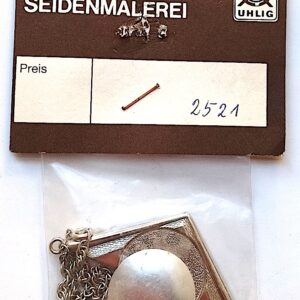 SEIDENMALEREI
UHLIG
Preis
2521